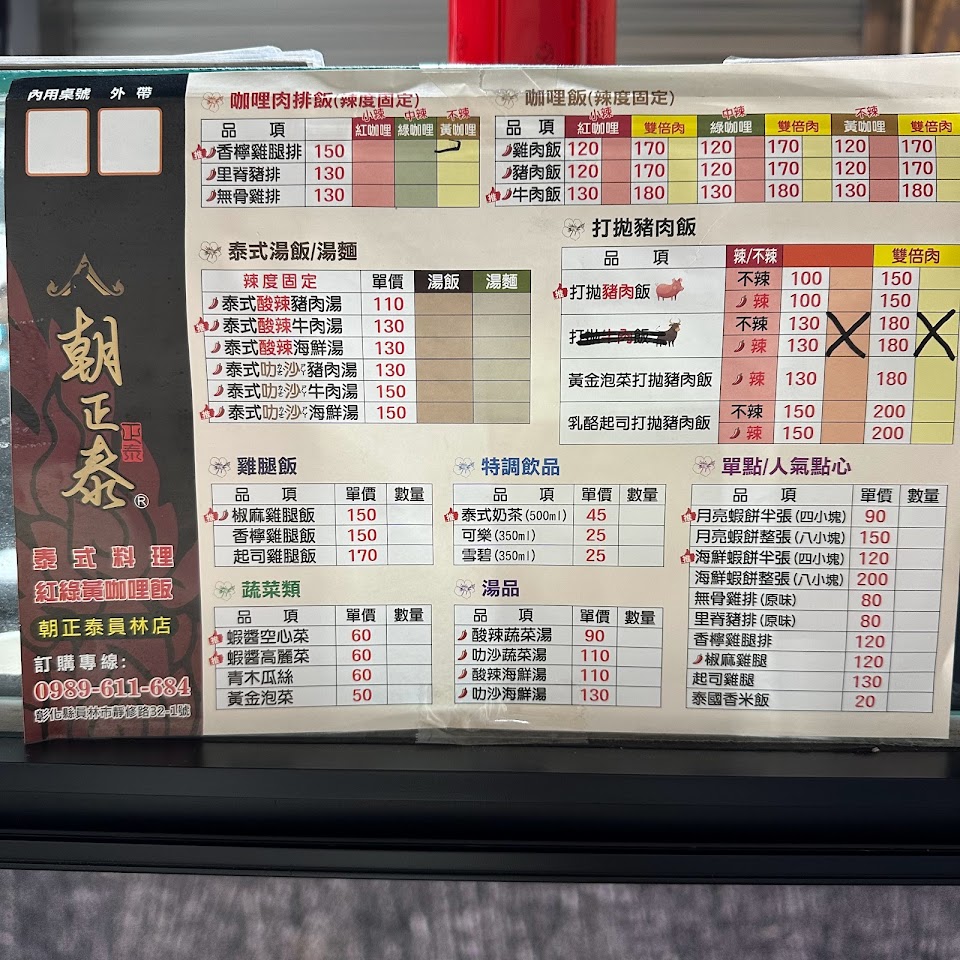 內用桌號 外帶
朝正泰
正泰
®
泰式料理
紅綠黃咖哩飯
朝正泰員林店
訂購專線:
0989-611-684
彰化縣員林市靜修路32-1號
咖哩肉排飯(辣度固定)
小辣 中辣 不辣
品項 紅咖哩 綠咖哩 黃咖哩
推 香檸雞腿排 150
里脊豬排 130
無骨雞排 130
咖哩飯(辣度固定)
小辣 中辣 不辣
品項 紅咖哩 雙倍肉 綠咖哩 雙倍肉 黃咖哩 雙倍肉
雞肉飯 120 170 120 170 120 170
豬肉飯 120 170 120 170 120 170
推 牛肉飯 130 180 130 180 130 180
泰式湯飯/湯麵
辣度固定 單價 湯飯 湯麵
泰式酸辣豬肉湯 110
推 泰式酸辣牛肉湯 130
泰式酸辣海鮮湯 130
泰式叻沙豬肉湯 130
泰式叻沙牛肉湯 150
推 泰式叻沙海鮮湯 150
打拋豬肉飯
品項 辣/不辣 雙倍肉
推 打拋豬肉飯 不辣 100 150
辣 100 150
打拋牛肉飯 不辣 130 180
辣 130 180
黃金泡菜打拋豬肉飯 辣 130 180
乳酪起司打拋豬肉飯 不辣 150 200
辣 150 200
雞腿飯
品項 單價 數量
推 椒麻雞腿飯 150
香檸雞腿飯 150
起司雞腿飯 170
特調飲品
品項 單價 數量
推 泰式奶茶(500ml) 45
可樂(350ml) 25
雪碧(350ml) 25
單點/人氣點心
品項 單價 數量
推 月亮蝦餅半張(四小塊) 90
月亮蝦餅整張(八小塊) 150
推 海鮮蝦餅半張(四小塊) 120
海鮮蝦餅整張(八小塊) 200
無骨雞排(原味) 80
里脊豬排(原味) 80
香檸雞腿排 120
椒麻雞腿 120
起司雞腿 130
泰國香米飯 20
蔬菜類
品項 單價 數量
推 蝦醬空心菜 60
推 蝦醬高麗菜 60
青木瓜絲 60
黃金泡菜 50
湯品
品項 單價 數量
酸辣蔬菜湯 90
叻沙蔬菜湯 110
酸辣海鮮湯 110
叻沙海鮮湯 130